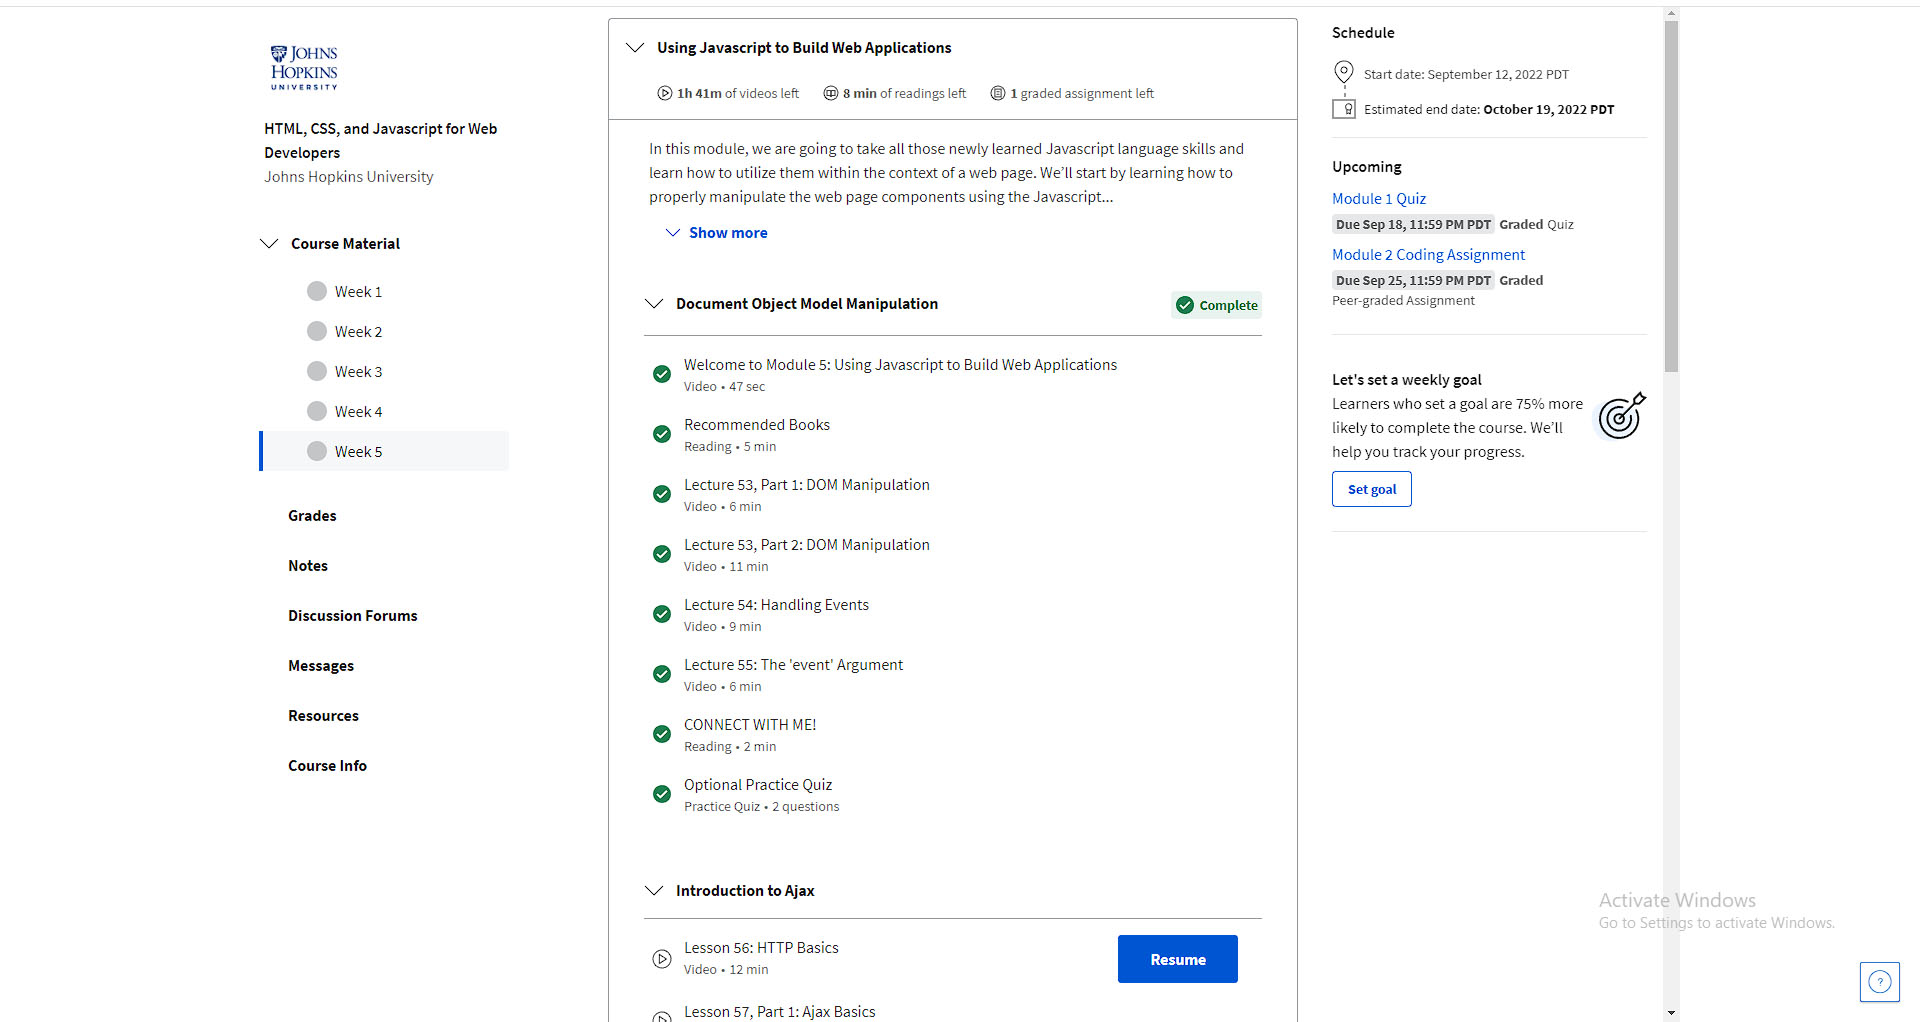 JOHNS
HOPKINS
UNIVERSITY
HTML, CSS, and Javascript for Web
Developers
Johns Hopkins University
Course Material
Week 1
Week 2
Week 3
Week 4
Week 5
Grades
Notes
Discussion Forums
Messages
Resources
Course Info
Using Javascript to Build Web Applications
1h 41m of videos left 8 min of readings left 1 graded assignment left
In this module, we are going to take all those newly learned Javascript language skills and
learn how to utilize them within the context of a web page. We’ll start by learning how to
properly manipulate the web page components using the Javascript...
Show more
Document Object Model Manipulation Complete
Welcome to Module 5: Using Javascript to Build Web Applications
Video • 47 sec
Recommended Books
Reading • 5 min
Lecture 53, Part 1: DOM Manipulation
Video • 6 min
Lecture 53, Part 2: DOM Manipulation
Video • 11 min
Lecture 54: Handling Events
Video • 9 min
Lecture 55: The 'event' Argument
Video • 6 min
CONNECT WITH ME!
Reading • 2 min
Optional Practice Quiz
Practice Quiz • 2 questions
Introduction to Ajax
Lesson 56: HTTP Basics
Video • 12 min
Resume
Lesson 57, Part 1: Ajax Basics
Schedule
Start date: September 12, 2022 PDT
Estimated end date: October 19, 2022 PDT
Upcoming
Module 1 Quiz
Due Sep 18, 11:59 PM PDT Graded Quiz
Module 2 Coding Assignment
Due Sep 25, 11:59 PM PDT Graded
Peer-graded Assignment
Let's set a weekly goal
Learners who set a goal are 75% more
likely to complete the course. We’ll
help you track your progress.
Set goal
Activate Windows
Go to Settings to activate Windows.
?